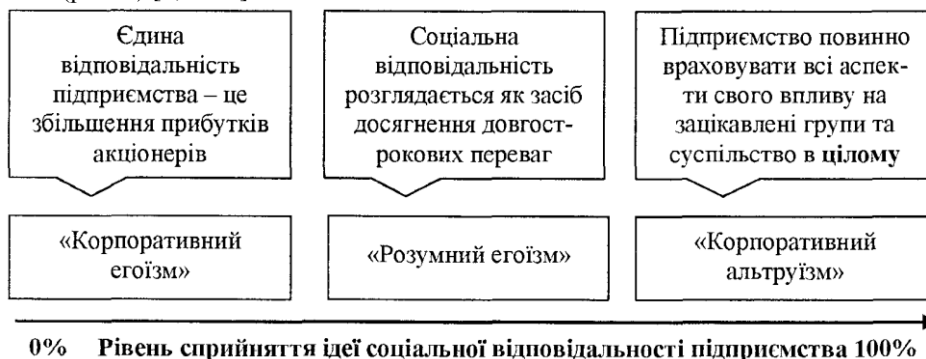 Єдина
відповідальність
підприємства – це
збільшення прибутків
акціонерів
Соціальна
відповідальність
розглядається як засіб
досягнення довгост-
рокових переваг
Підприємство повинно
враховувати всі аспек-
ти свого впливу на
зацікавлені групи та
суспільство в цілому
«Корпоративний
егоїзм»
«Розумний егоїзм»
«Корпоративний
альтруїзм»
0% Рівень сприйняття ідеї соціальної відповідальності підприємства 100%